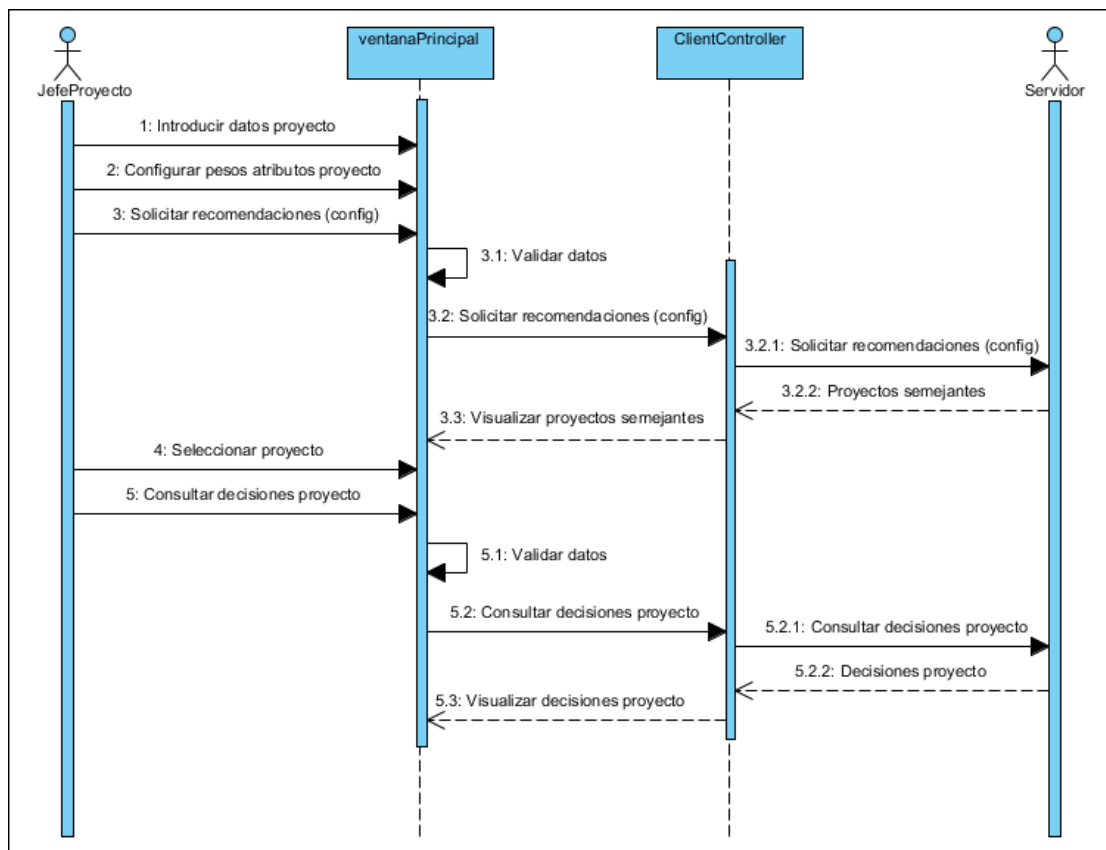 ventanaPrincipal
ClientController
JefeProyecto
Servidor
1: Introducir datos proyecto
2: Configurar pesos atributos proyecto
3: Solicitar recomendaciones (config)
3.1: Validar datos
3.2: Solicitar recomendaciones (config)
3.2.1: Solicitar recomendaciones (config)
3.2.2: Proyectos semejantes
3.3: Visualizar proyectos semejantes
4: Seleccionar proyecto
5: Consultar decisiones proyecto
5.1: Validar datos
5.2: Consultar decisiones proyecto
5.2.1: Consultar decisiones proyecto
5.2.2: Decisiones proyecto
5.3: Visualizar decisiones proyecto